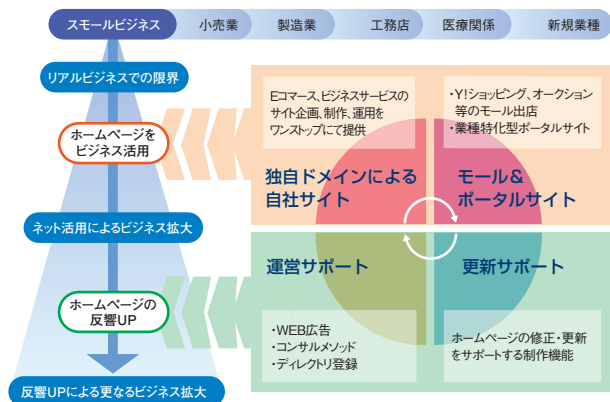 スモールビジネス 小売業 製造業 工務店 医療関係 新規業種
リアルビジネスでの限界
ホームページを
ビジネス活用
ネット活用によるビジネス拡大
ホームページの
反響UP
反響UPによる更なるビジネス拡大
Eコマース、ビジネスサービスの
サイト企画、制作、運用を
ワンストップにて提供
・Y!ショッピング、オークション
等のモール出店
・業種特化型ポータルサイト
独自ドメインによる
自社サイト
モール&
ポータルサイト
運営サポート
更新サポート
・WEB広告
・コンサルメソッド
・ディレクトリ登録
ホームページの修正・更新
をサポートする制作機能